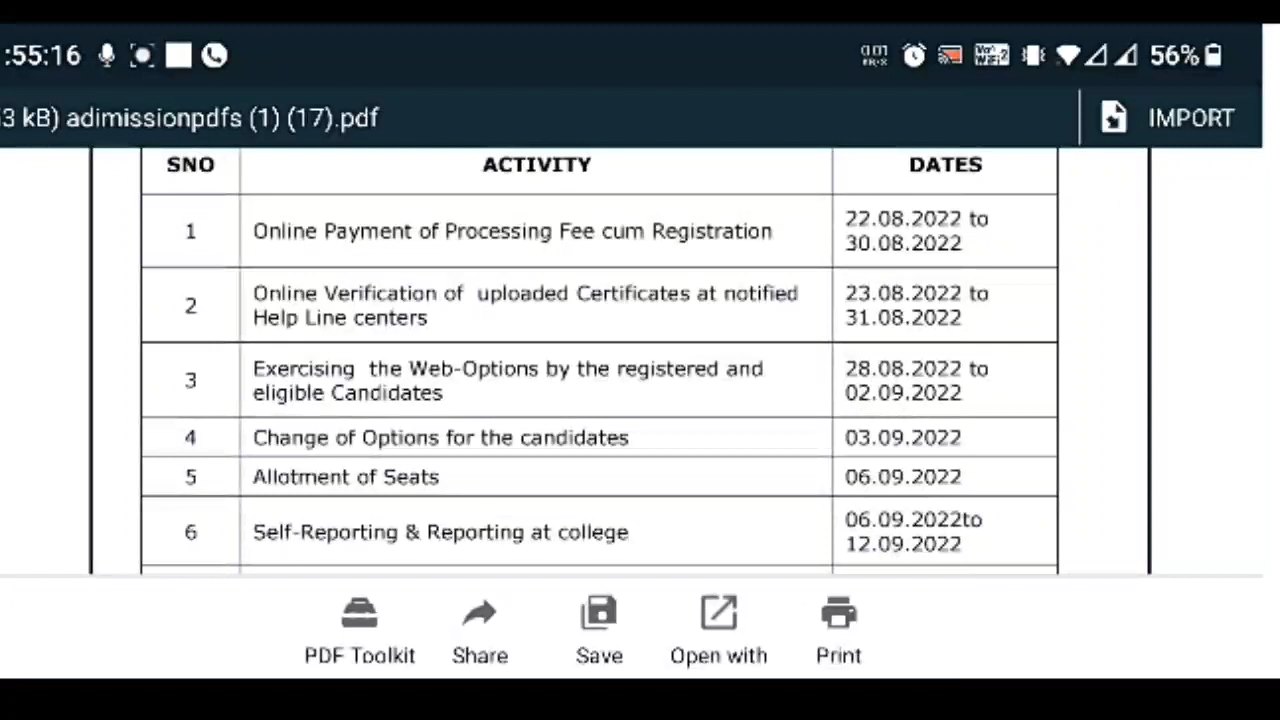 :55:16 56%
3 kB) adimissionpdfs (1) (17).pdf IMPORT
SNO ACTIVITY DATES
1 Online Payment of Processing Fee cum Registration 22.08.2022 to
30.08.2022
2 Online Verification of uploaded Certificates at notified 23.08.2022 to
Help Line centers 31.08.2022
3 Exercising the Web-Options by the registered and 28.08.2022 to
eligible Candidates 02.09.2022
4 Change of Options for the candidates 03.09.2022
5 Allotment of Seats 06.09.2022
6 Self-Reporting & Reporting at college 06.09.2022to
12.09.2022
PDF Toolkit Share Save Open with Print